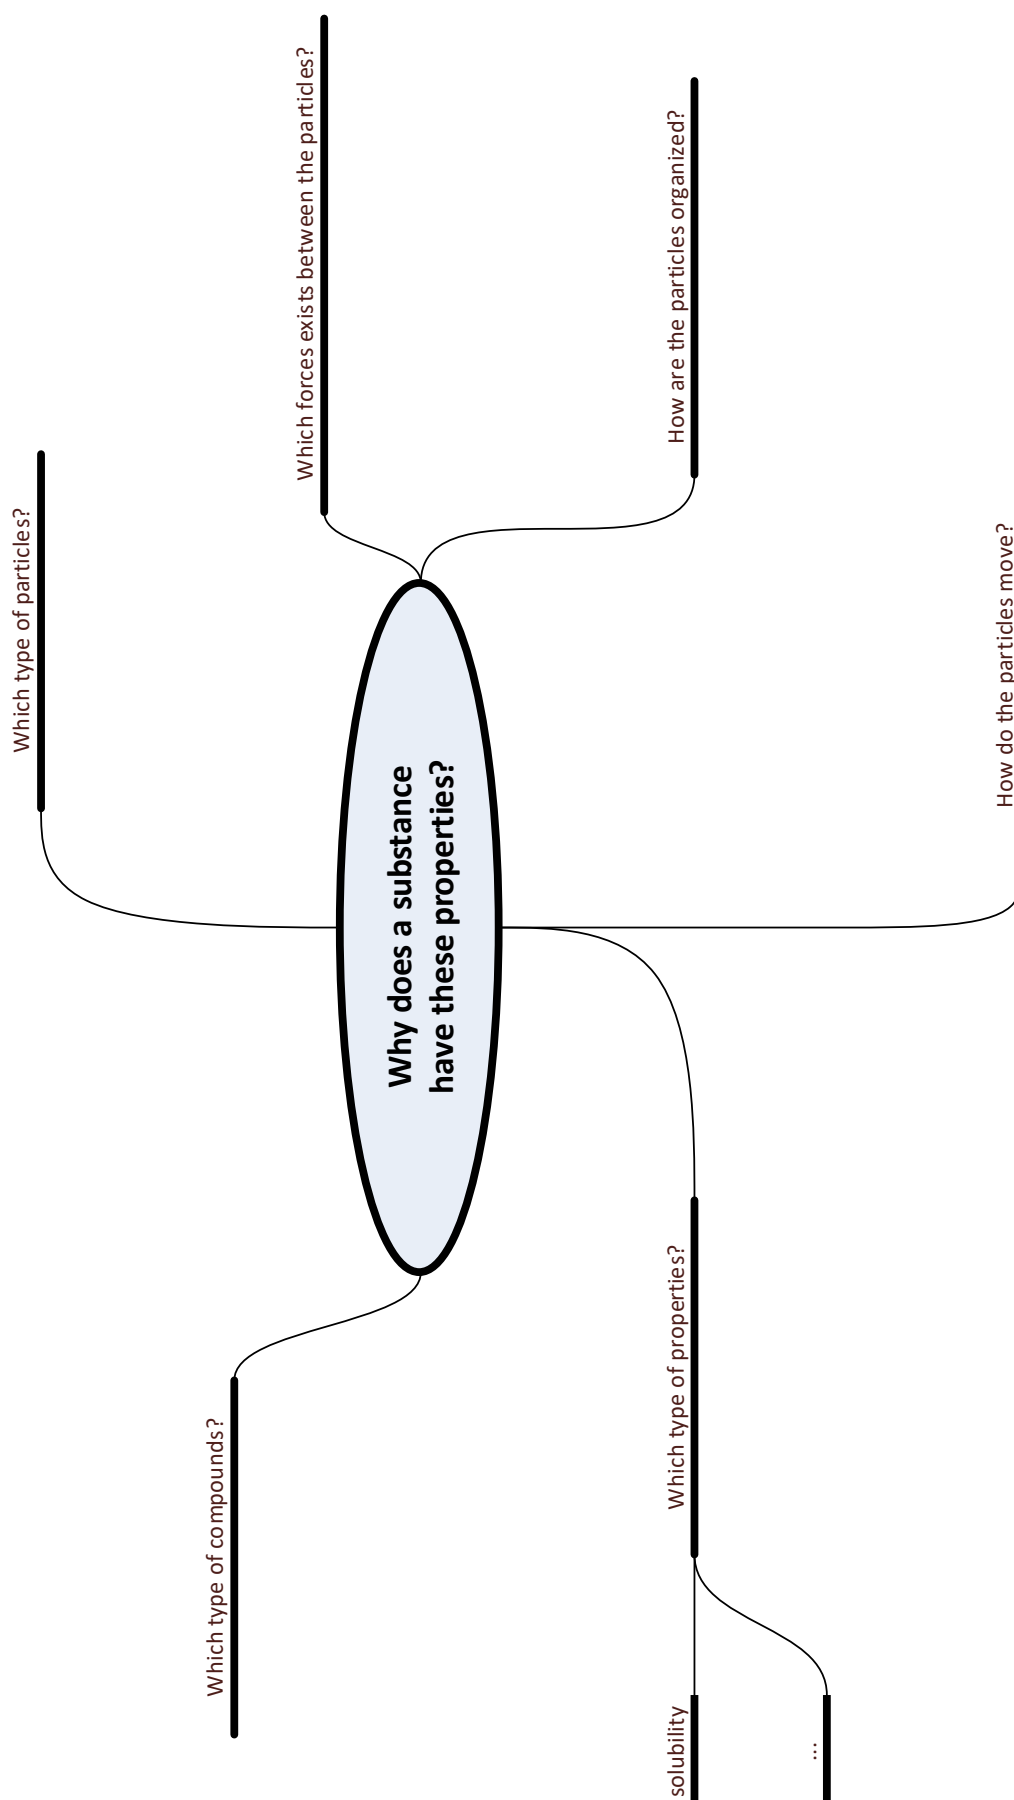 Which type of particles?
Which forces exists between the particles?
Which type of compounds?
Why does a substance
have these properties?
How are the particles organized?
Which type of properties?
solubility
...
How do the particles move?